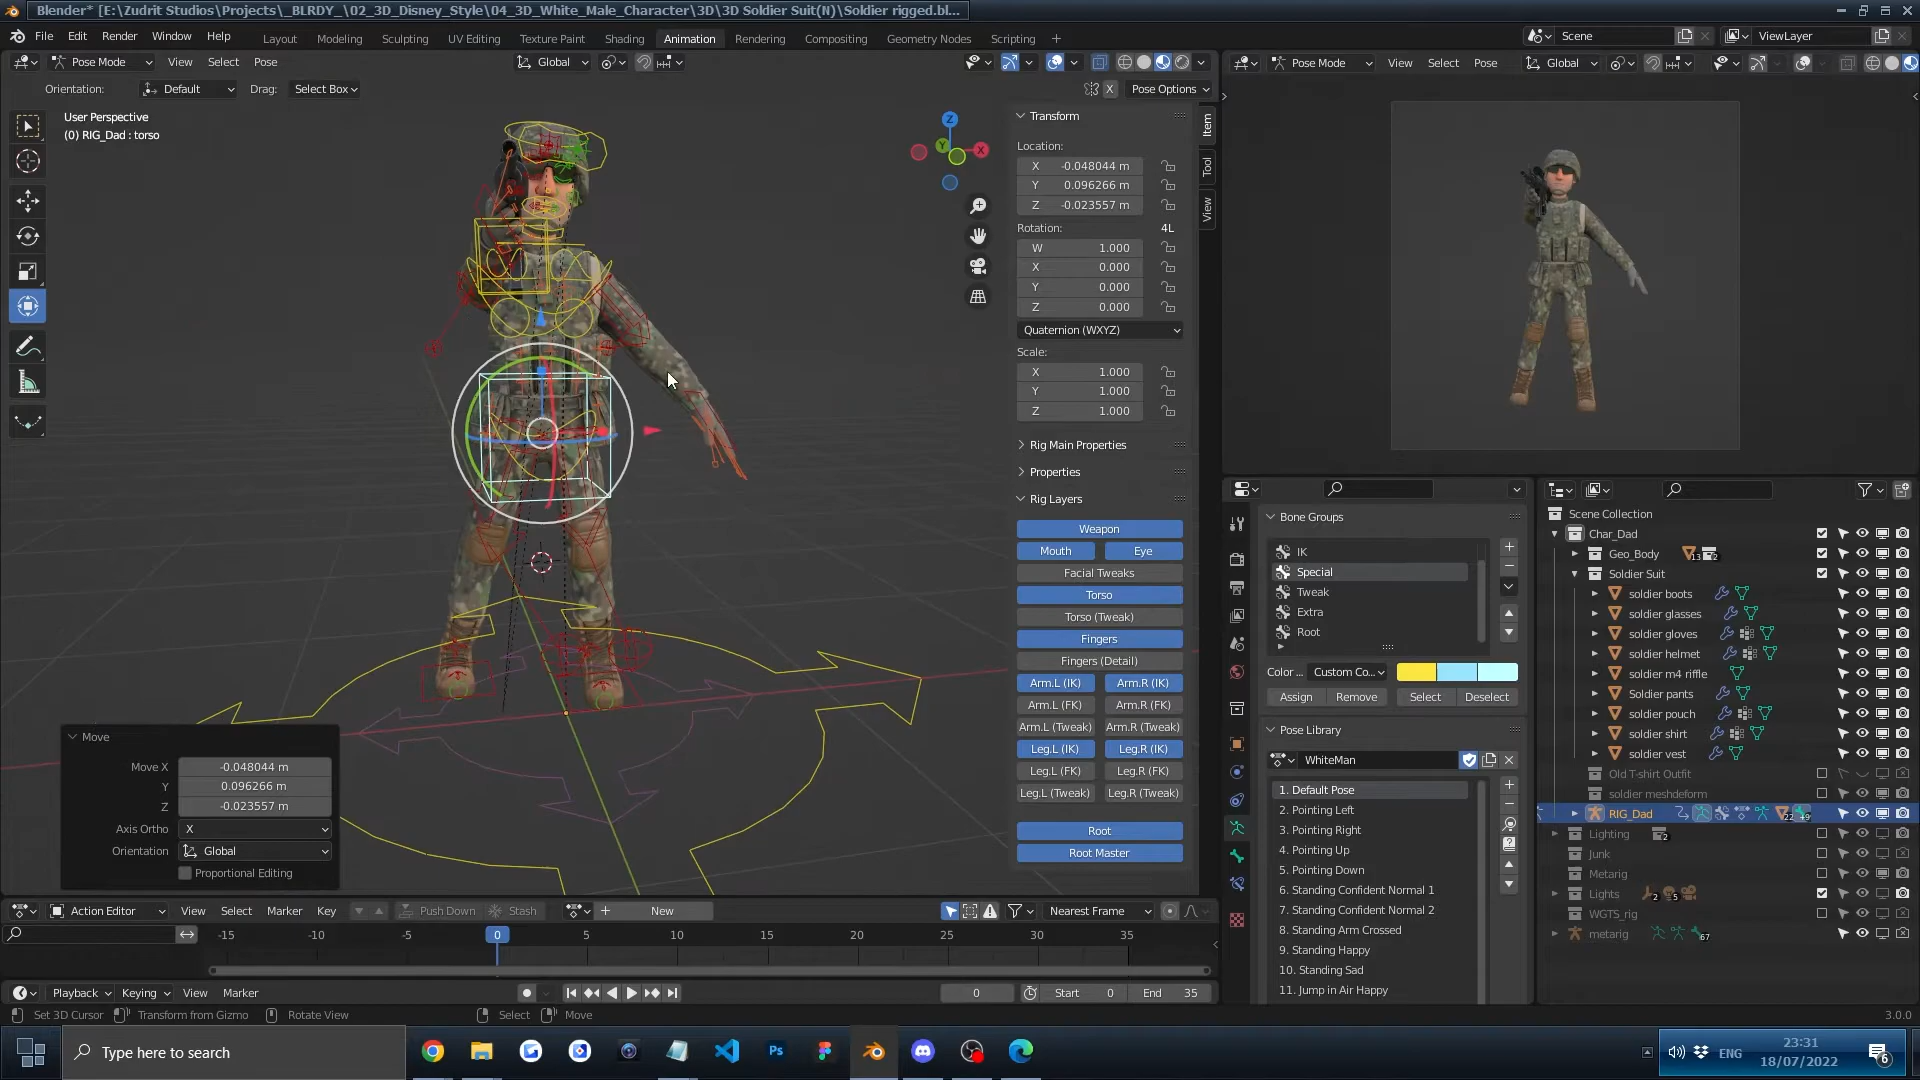 Blender* [E:\Zudrit Studios\Projects\_BLRDY_\02_3D_Disney_Style\04_3D_White_Male_Character\3D\3D Soldier Suit(N)\Soldier rigged.bl...
File Edit Render Window Help Layout Modeling Sculpting UV Editing Texture Paint Shading Animation Rendering Compositing Geometry Nodes Scripting + Scene ViewLayer
Pose Mode View Select Pose Global
Pose Mode View Select Pose Global
Orientation: Default Drag: Select Box X Pose Options
User Perspective
(0) RIG_Dad : torso
Z
Y
X
Item
Tool
View
Transform
Location:
X -0.048044 m
Y 0.096266 m
Z -0.023557 m
Rotation: 4L
W 1.000
X 0.000
Y 0.000
Z 0.000
Quaternion (WXYZ)
Scale:
X 1.000
Y 1.000
Z 1.000
Rig Main Properties
Properties
Rig Layers
Weapon
Mouth Eye
Facial Tweaks
Torso
Torso (Tweak)
Fingers
Fingers (Detail)
Arm.L (IK) Arm.R (IK)
Arm.L (FK) Arm.R (FK)
Arm.L (Tweak) Arm.R (Tweak)
Leg.L (IK) Leg.R (IK)
Leg.L (FK) Leg.R (FK)
Leg.L (Tweak) Leg.R (Tweak)
Root
Root Master
Move
Move X -0.048044 m
Y 0.096266 m
Z -0.023557 m
Axis Ortho X
Orientation Global
Proportional Editing
Bone Groups
IK
Special
Tweak
Extra
Root
Color ... Custom Co...
Assign Remove Select Deselect
Pose Library
WhiteMan
1. Default Pose
2. Pointing Left
3. Pointing Right
4. Pointing Up
5. Pointing Down
6. Standing Confident Normal 1
7. Standing Confident Normal 2
8. Standing Arm Crossed
9. Standing Happy
10. Standing Sad
11. Jump in Air Happy
Scene Collection
Char_Dad
Geo_Body 13 2
Soldier Suit
soldier boots
soldier glasses
soldier gloves
soldier helmet
soldier m4 riffle
Soldier pants
soldier pouch
soldier shirt
soldier vest
Old T-shirt Outfit
soldier meshdeform
RIG_Dad 22
Lighting 2
Junk
Metarig
Lights 2 5
WGTS_rig
metarig 67
Action Editor View Select Marker Key Push Down Stash + New Nearest Frame
-15 -10 -5 0 5 10 15 20 25 30 35
Playback Keying View Marker 0 Start 0 End 35
Set 3D Cursor Transform from Gizmo Rotate View Select Move 3.0.0
Type here to search
Ps
ENG
23:31
18/07/2022
6